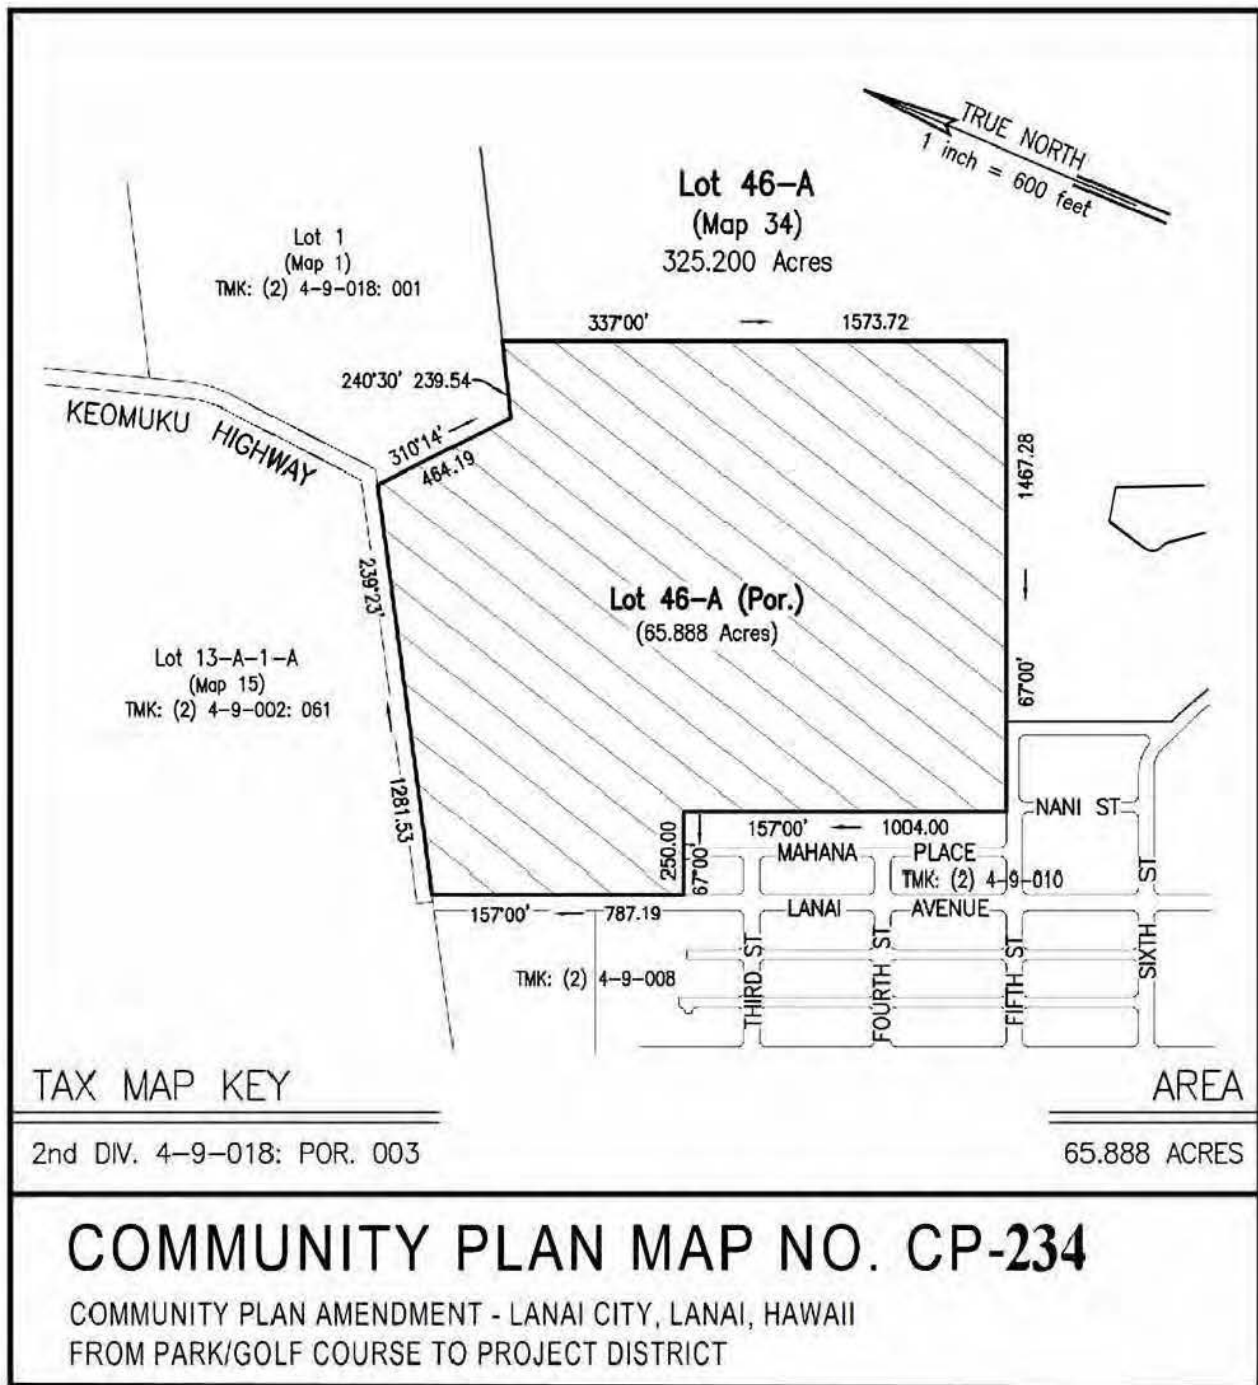 TRUE NORTH
1 inch = 600 feet
Lot 46-A
(Map 34)
325.200 Acres
Lot 1
(Map 1)
TMK: (2) 4-9-018: 001
337°00' 1573.72
240°30' 239.54
KEOMUKU HIGHWAY
310°14'
464.19
1467.28
67°00'
239°23'
1281.53
Lot 46-A (Por.)
(65.888 Acres)
Lot 13-A-1-A
(Map 15)
TMK: (2) 4-9-002: 061
NANI ST
250.00
67°00'
157°00' 1004.00
MAHANA PLACE
TMK: (2) 4-9-010
LANAI AVENUE
157°00' 787.19
TMK: (2) 4-9-008
THIRD ST
FOURTH ST
FIFTH ST
SIXTH ST
TAX MAP KEY
AREA
2nd DIV. 4-9-018: POR. 003
65.888 ACRES
COMMUNITY PLAN MAP NO. CP-234
COMMUNITY PLAN AMENDMENT - LANAI CITY, LANAI, HAWAII
FROM PARK/GOLF COURSE TO PROJECT DISTRICT